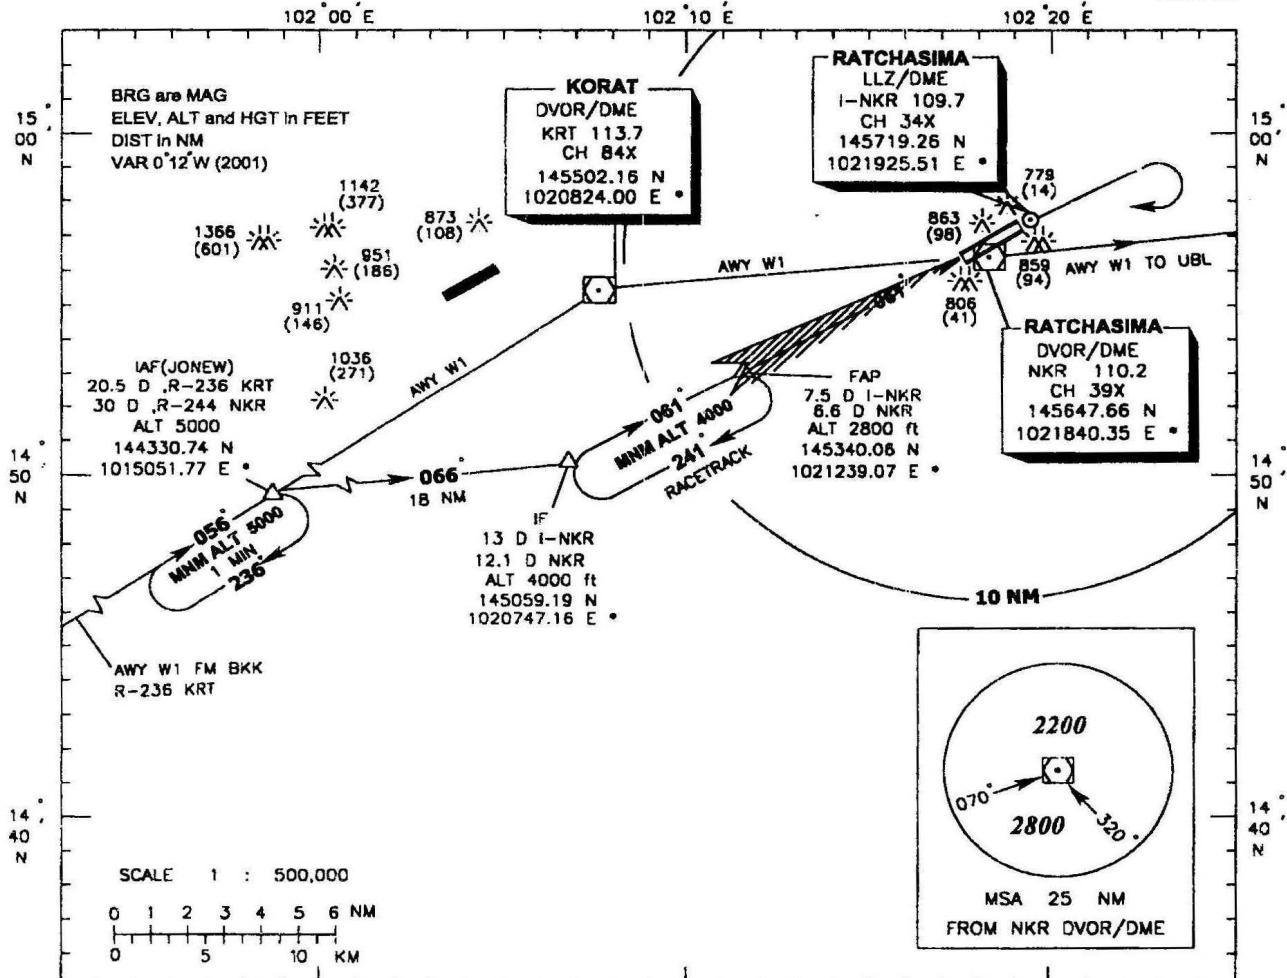 102°00' E
102°10' E
102°20' E
BRG are MAG
ELEV, ALT and HGT in FEET
DIST in NM
VAR 0°12'W (2001)
KORAT
DVOR/DME
KRT 113.7
CH 84X
145502.16 N
1020824.00 E *
RATCHASIMA
LLZ/DME
I-NKR 109.7
CH 34X
145719.26 N
1021925.51 E *
15°
00'
N
15°
00'
N
1142
(377)
1366
(601)
951
(186)
911
(146)
873
(108)
1036
(271)
779
(14)
863
(98)
859
(94)
806
(41)
AWY W1
AWY W1 TO UBL
AWY W1
061°
RATCHASIMA
DVOR/DME
NKR 110.2
CH 39X
145647.66 N
1021840.35 E *
IAF(JONEW)
20.5 D ,R-236 KRT
30 D ,R-244 NKR
ALT 5000
144330.74 N
1015051.77 E *
FAP
7.5 D I-NKR
6.6 D NKR
ALT 2800 ft
145340.06 N
1021239.07 E *
061°
MNM ALT 4000
241°
RACETRACK
14°
50'
N
14°
50'
N
066°
18 NM
056°
MNM ALT 5000
1 MIN
236°
IF
13 D I-NKR
12.1 D NKR
ALT 4000 ft
145059.19 N
1020747.16 E *
10 NM
AWY W1 FM BKK
R-236 KRT
2200
070°
2800
320°
MSA 25 NM
FROM NKR DVOR/DME
14°
40'
N
14°
40'
N
SCALE 1 : 500,000
0 1 2 3 4 5 6 NM
0 5 10 KM